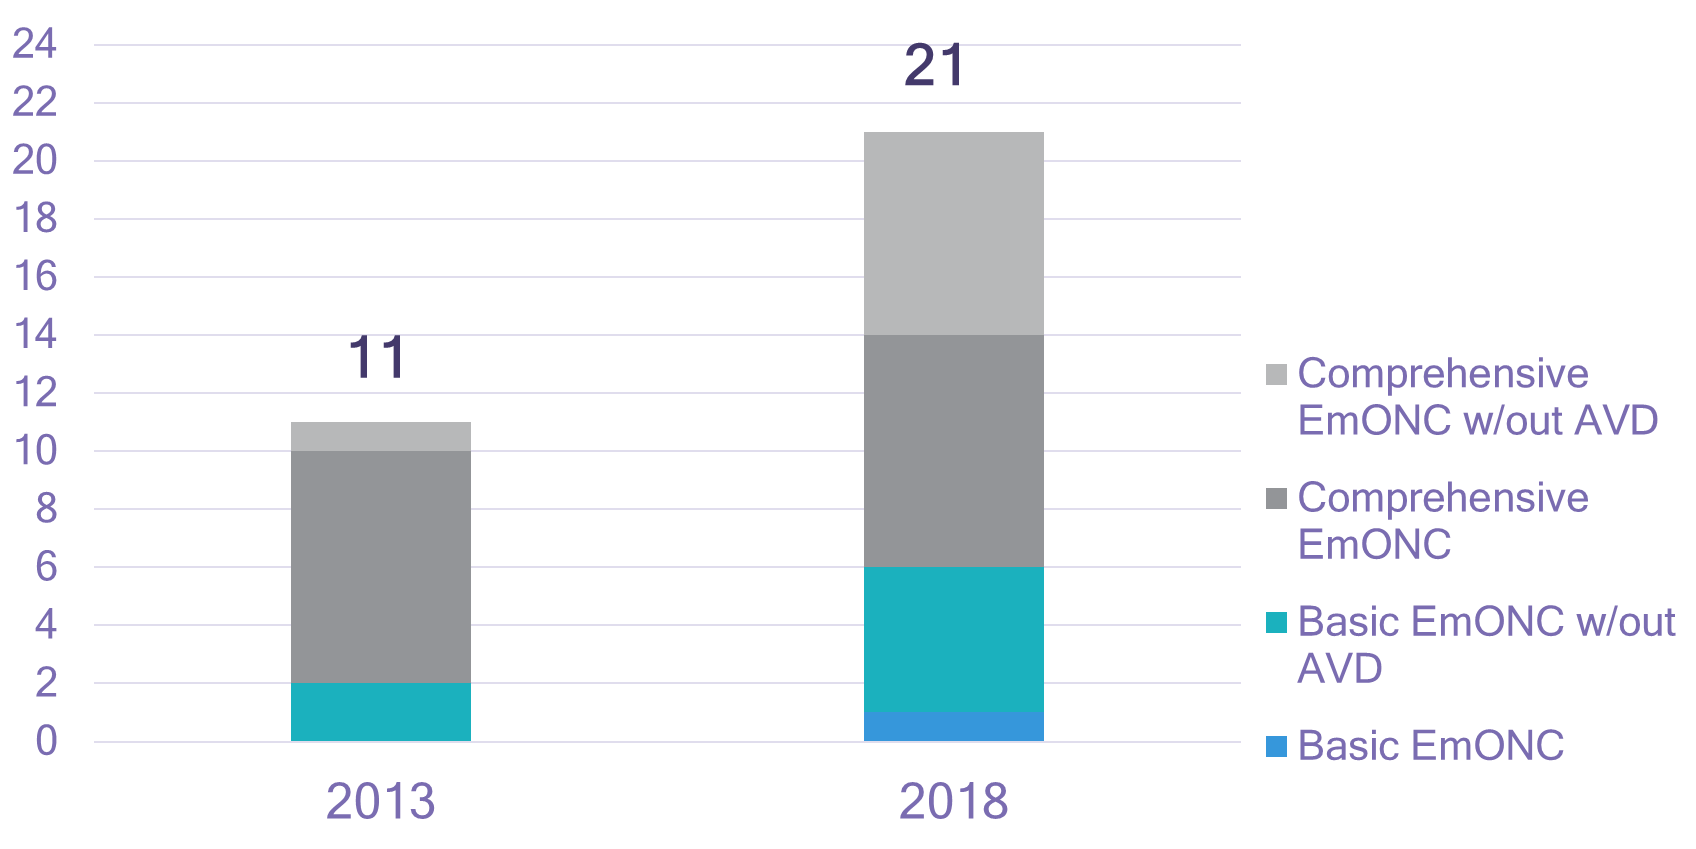 24
22
20
18
16
14
12
10
8
6
4
2
0
11
21
2013
2018
Comprehensive
EmONC w/out AVD
Comprehensive
EmONC
Basic EmONC w/out
AVD
Basic EmONC